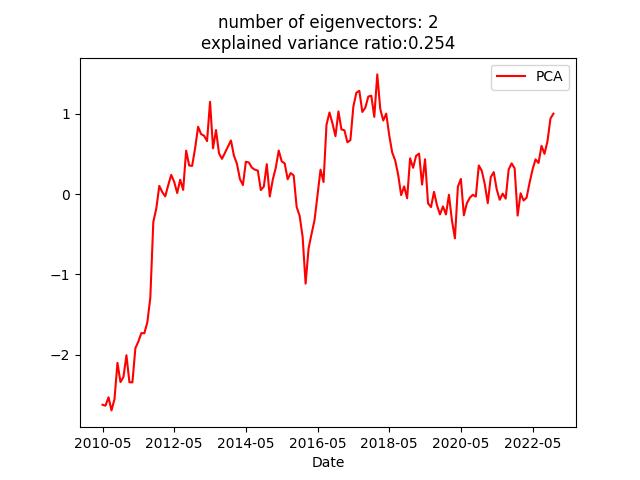 number of eigenvectors: 2
explained variance ratio:0.254
PCA
1
0
−1
−2
2010-05 2012-05 2014-05 2016-05 2018-05 2020-05 2022-05
Date